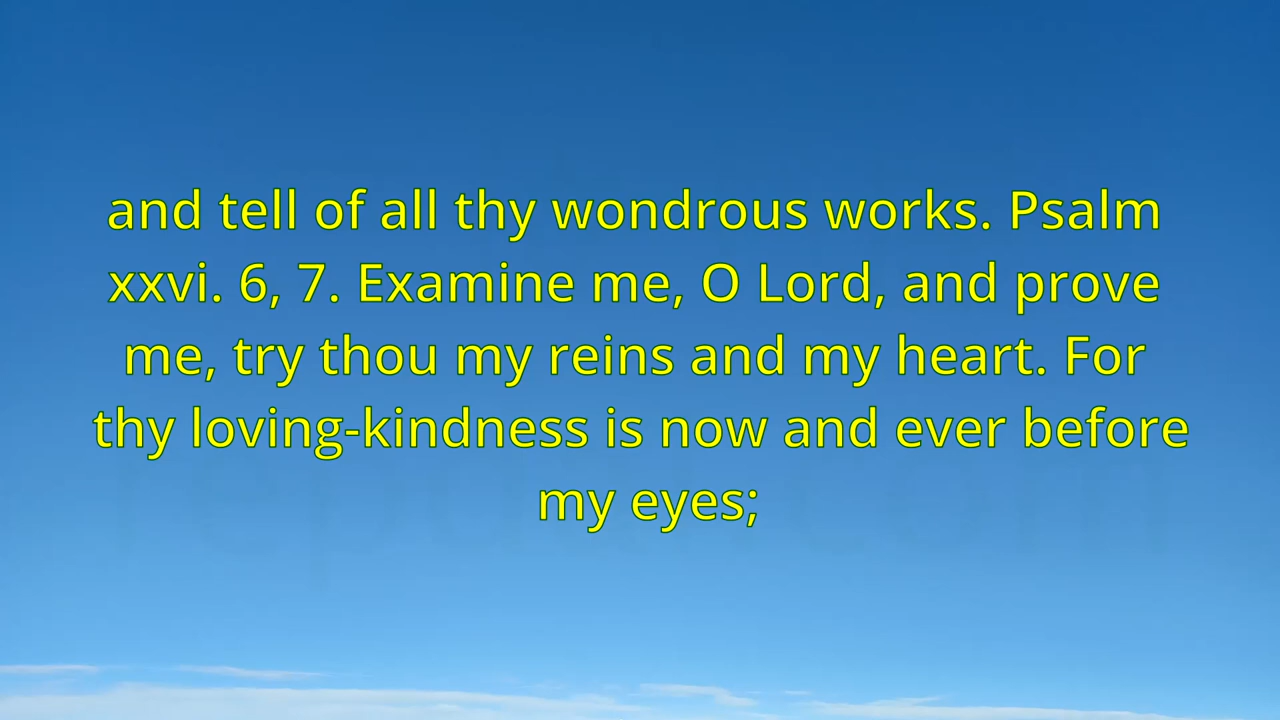 and tell of all thy wondrous works. Psalm
xxvi. 6, 7. Examine me, O Lord, and prove
me, try thou my reins and my heart. For
thy loving-kindness is now and ever before
my eyes;